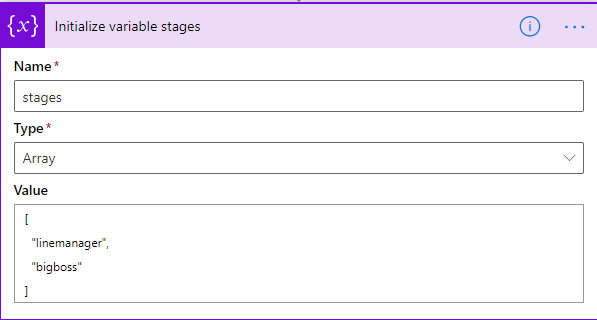 {x} Initialize variable stages
Name*
stages
Type*
Array
Value
[
"linemanager",
"bigboss"
]